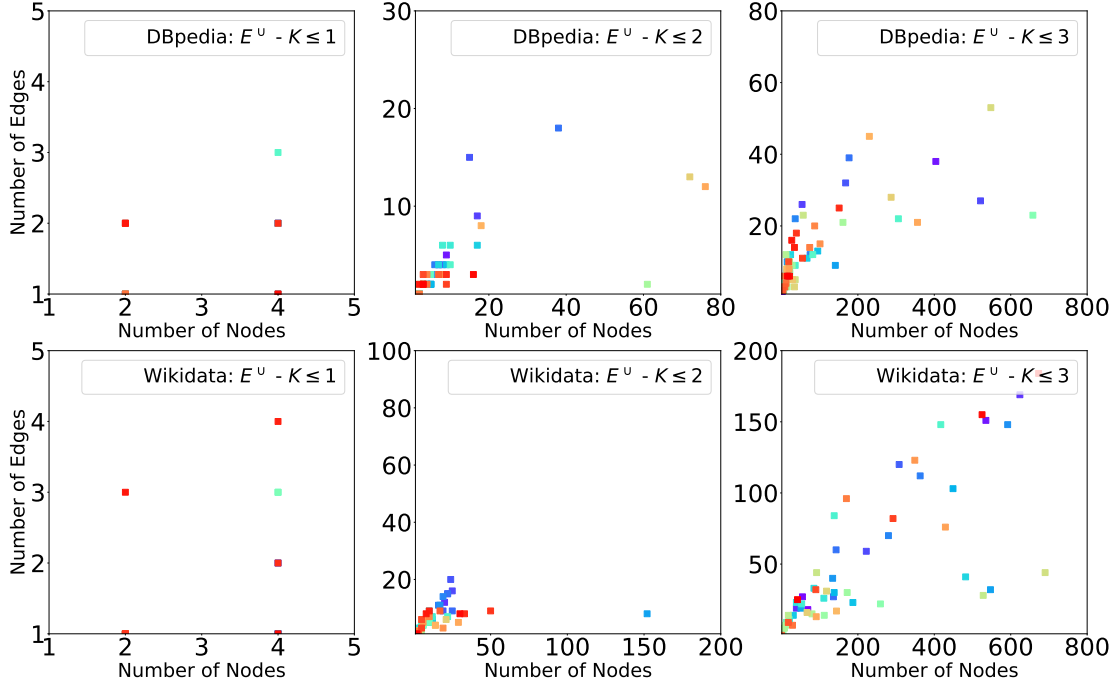 DBpedia: E ∪ - K ≤ 1
Number of Edges
5
4
3
2
1
1 2 3 4 5
Number of Nodes
DBpedia: E ∪ - K ≤ 2
30
20
10
20 40 60 80
Number of Nodes
DBpedia: E ∪ - K ≤ 3
80
60
40
20
200 400 600 800
Number of Nodes
Wikidata: E ∪ - K ≤ 1
Number of Edges
5
4
3
2
1
1 2 3 4 5
Number of Nodes
Wikidata: E ∪ - K ≤ 2
100
80
60
40
20
50 100 150 200
Number of Nodes
Wikidata: E ∪ - K ≤ 3
200
150
100
50
200 400 600 800
Number of Nodes